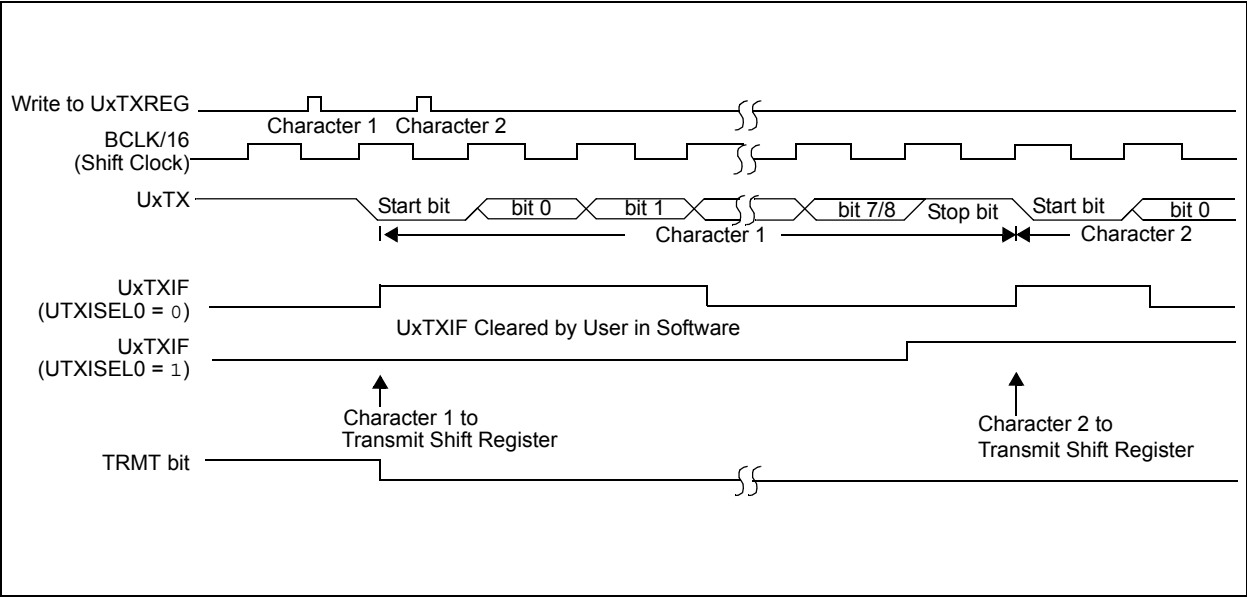 Write to UxTXREG
Character 1 Character 2
BCLK/16
(Shift Clock)
UxTX
Start bit bit 0 bit 1 bit 7/8 Stop bit Start bit bit 0
Character 1 Character 2
UxTXIF
(UTXISEL0 = 0)
UxTXIF Cleared by User in Software
UxTXIF
(UTXISEL0 = 1)
Character 1 to
Transmit Shift Register
Character 2 to
Transmit Shift Register
TRMT bit